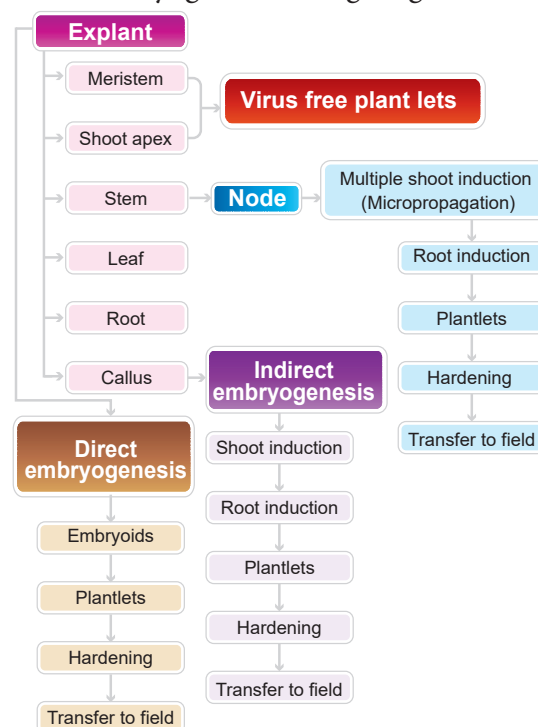 Explant
Meristem
Virus free plant lets
Shoot apex
Stem
Node
Multiple shoot induction
(Micropropagation)
Leaf
Root induction
Root
Plantlets
Callus
Indirect
embryogenesis
Hardening
Direct
embryogenesis
Shoot induction
Transfer to field
Root induction
Embryoids
Plantlets
Plantlets
Hardening
Hardening
Transfer to field
Transfer to field